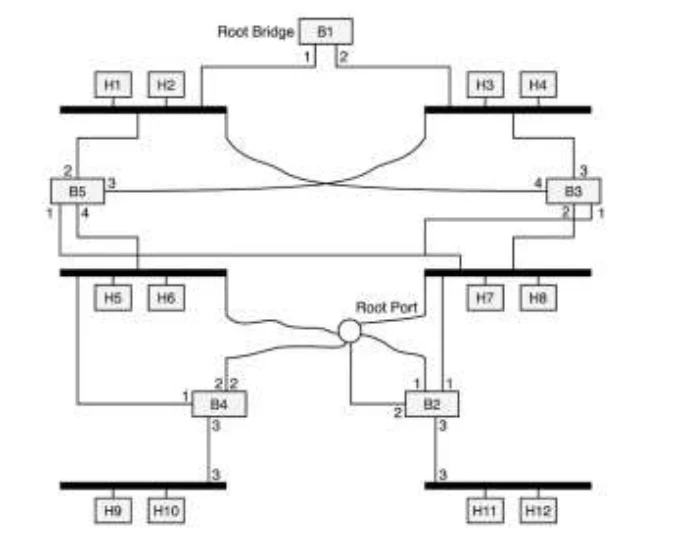 Root Bridge B1
1 2
H1 H2 H3 H4
2 3
B5 3 4 B3
1 4 2 1
H5 H6 H7 H8
Root Port
2 2 1 1
1 B4 2 B2
3 3
3 3
H9 H10 H11 H12